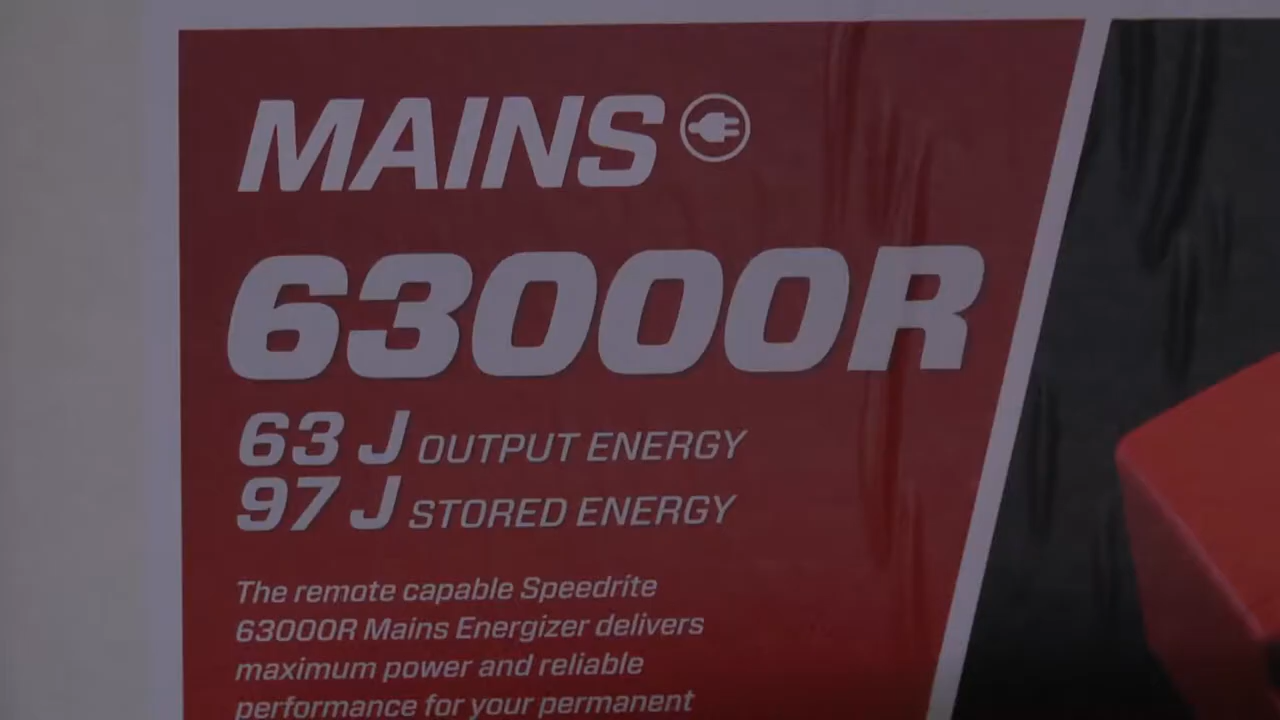 MAINS
63000R
63 J OUTPUT ENERGY
97 J STORED ENERGY
The remote capable Speedrite
63000R Mains Energizer delivers
maximum power and reliable
performance for your permanent